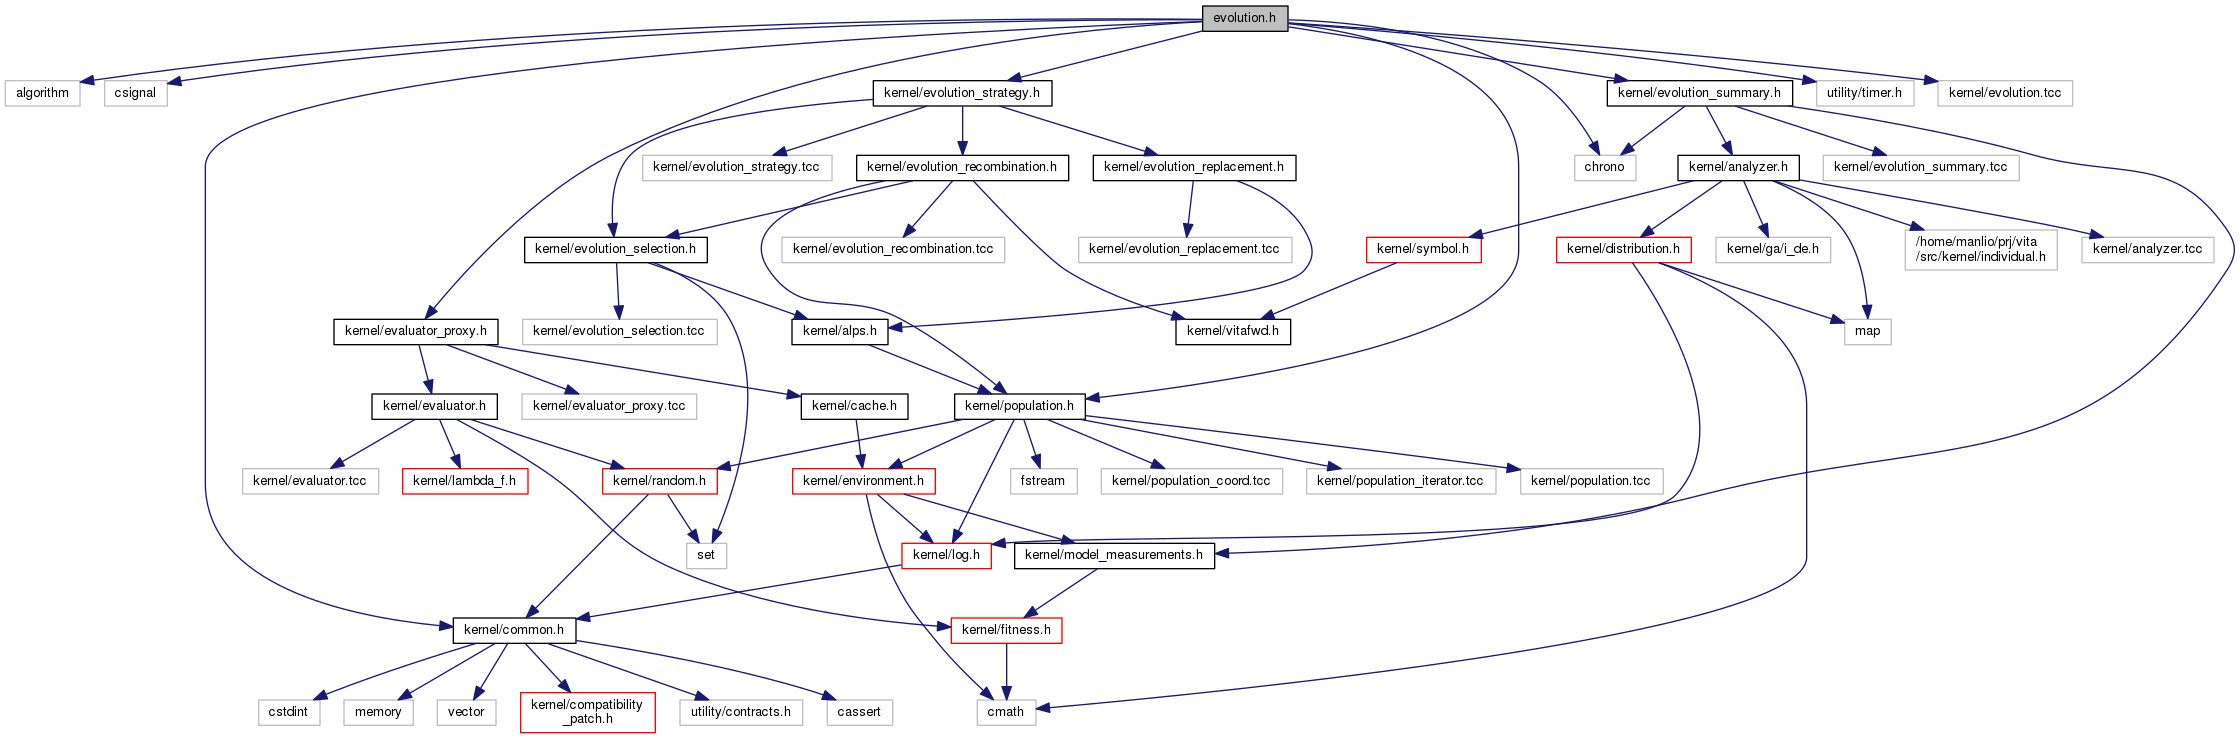 evolution.h
algorithm
csignal
kernel/evolution_strategy.h
kernel/evolution_summary.h
utility/timer.h
kernel/evolution.tcc
kernel/evolution_strategy.tcc
kernel/evolution_recombination.h
kernel/evolution_replacement.h
chrono
kernel/analyzer.h
kernel/evolution_summary.tcc
kernel/evolution_selection.h
kernel/evolution_recombination.tcc
kernel/evolution_replacement.tcc
kernel/symbol.h
kernel/distribution.h
kernel/ga/i_de.h
/home/manlio/prj/vita
/src/kernel/individual.h
kernel/analyzer.tcc
kernel/evaluator_proxy.h
kernel/evolution_selection.tcc
kernel/alps.h
kernel/vitafwd.h
map
kernel/evaluator.h
kernel/evaluator_proxy.tcc
kernel/cache.h
kernel/population.h
kernel/evaluator.tcc
kernel/lambda_f.h
kernel/random.h
kernel/environment.h
fstream
kernel/population_coord.tcc
kernel/population_iterator.tcc
kernel/population.tcc
set
kernel/log.h
kernel/model_measurements.h
kernel/common.h
kernel/fitness.h
cstdint
memory
vector
kernel/compatibility
_patch.h
utility/contracts.h
cassert
cmath